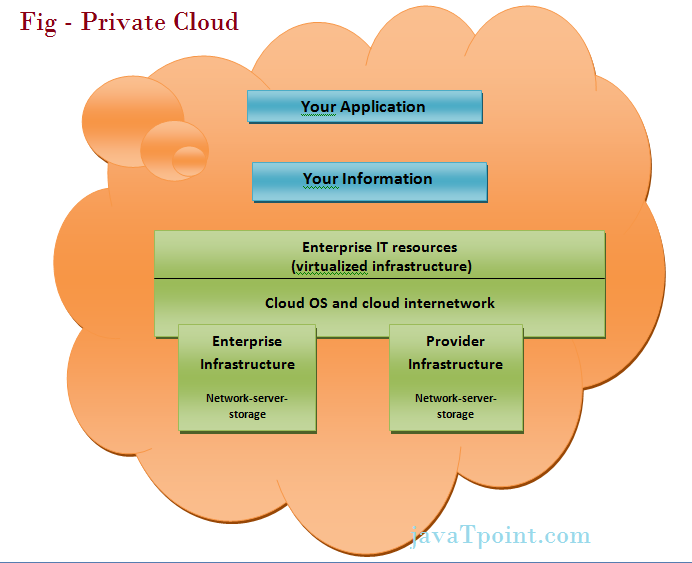 Fig - Private Cloud
Your Application
Your Information
Enterprise IT resources
(virtualized infrastructure)
Cloud OS and cloud internetwork
Enterprise
Infrastructure
Network-server-
storage
Provider
Infrastructure
Network-server-
storage
javaTpoint.com